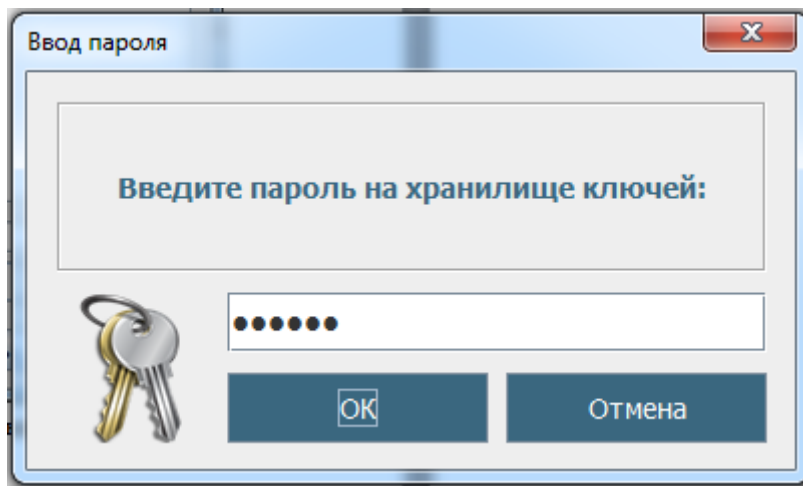 Ввод пароля
Введите пароль на хранилище ключей:
●●●●●●
ОК
Отмена